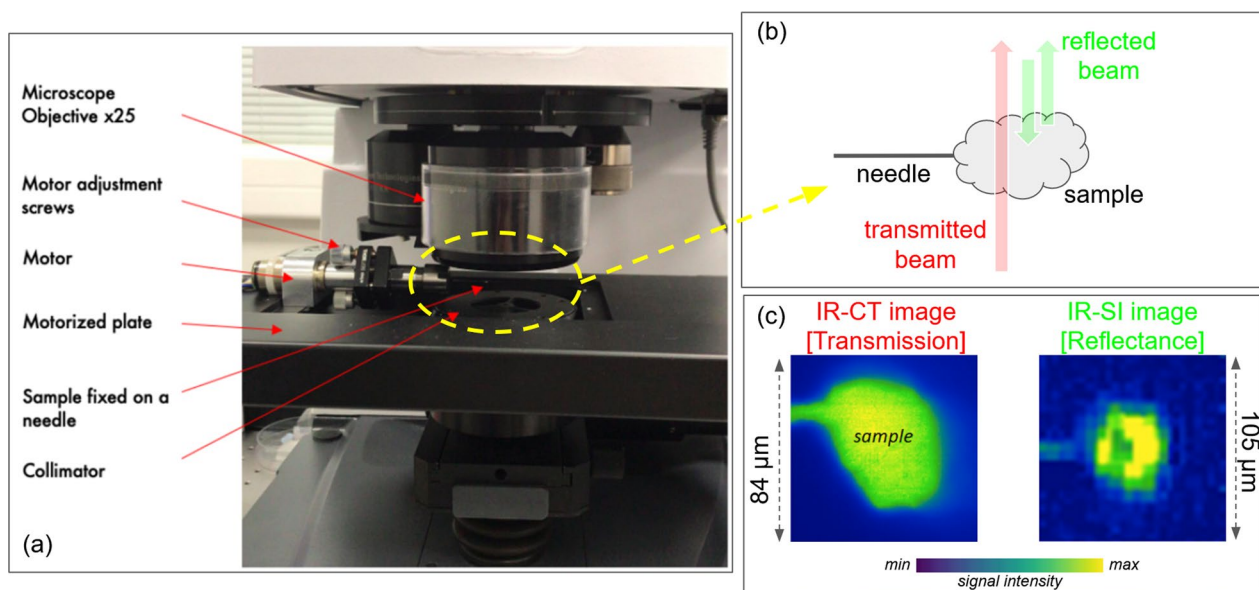 (a)
Microscope
Objective x25
Motor adjustment
screws
Motor
Motorized plate
Sample fixed on a
needle
Collimator
(b)
reflected
beam
needle
sample
transmitted
beam
(c)
IR-CT image
[Transmission]
IR-SI image
[Reflectance]
84 µm
sample
105 µm
min
max
signal intensity